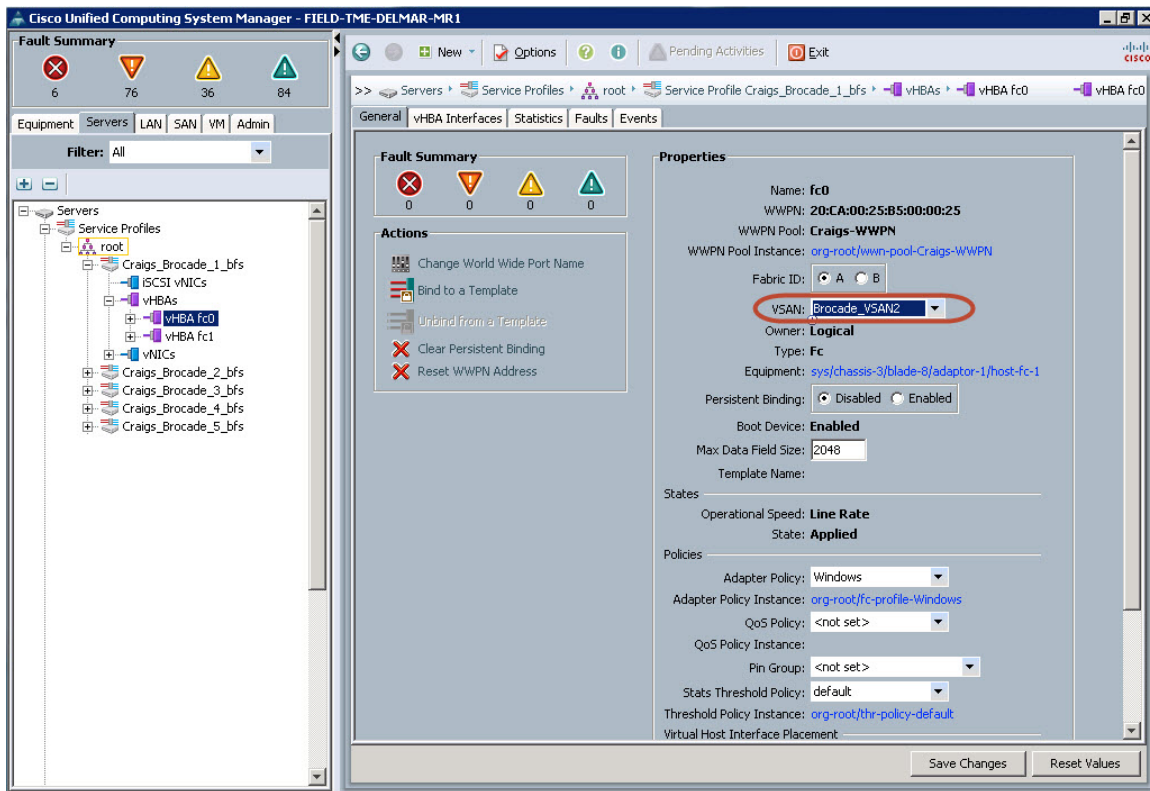 Cisco Unified Computing System Manager - FIELD-TME-DELMAR-MR1
Fault Summary
6 76 36 84
Equipment Servers LAN SAN VM Admin
Filter: All
Servers
Service Profiles
root
Craigs_Brocade_1_bfs
iSCSI vNICs
vHBAs
vHBA fc0
vHBA fc1
vNICs
Craigs_Brocade_2_bfs
Craigs_Brocade_3_bfs
Craigs_Brocade_4_bfs
Craigs_Brocade_5_bfs
New Options Pending Activities Exit
CISCO
>> Servers Service Profiles root Service Profile Craigs_Brocade_1_bfs vHBAs vHBA fc0 vHBA fc0
General vHBA Interfaces Statistics Faults Events
Fault Summary
0 0 0 0
Actions
Change World Wide Port Name
Bind to a Template
Unbind from a Template
Clear Persistent Binding
Reset WWPN Address
Properties
Name: fc0
WWPN: 20:CA:00:25:B5:00:00:25
WWPN Pool: Craigs-WWPN
WWPN Pool Instance: org-root/wwn-pool-Craigs-WWPN
Fabric ID: A B
VSAN: Brocade_VSAN2
Owner: Logical
Type: Fc
Equipment: sys/chassis-3/blade-8/adaptor-1/host-fc-1
Persistent Binding: Disabled Enabled
Boot Device: Enabled
Max Data Field Size: 2048
Template Name:
States
Operational Speed: Line Rate
State: Applied
Policies
Adapter Policy: Windows
Adapter Policy Instance: org-root/fc-profile-Windows
QoS Policy: <not set>
QoS Policy Instance:
Pin Group: <not set>
Stats Threshold Policy: default
Threshold Policy Instance: org-root/thr-policy-default
Virtual Host Interface Placement
Save Changes Reset Values